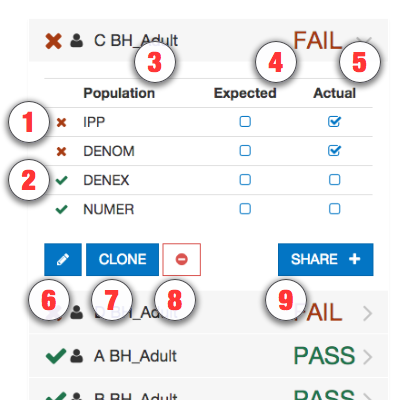 C BH_Adult FAIL
3 4 5
Population Expected Actual
1 IPP
DENOM
2 DENEX
NUMER
CLONE SHARE +
6 7 8 9
BH_Adult FAIL
A BH_Adult PASS
B BH_Adult PASS